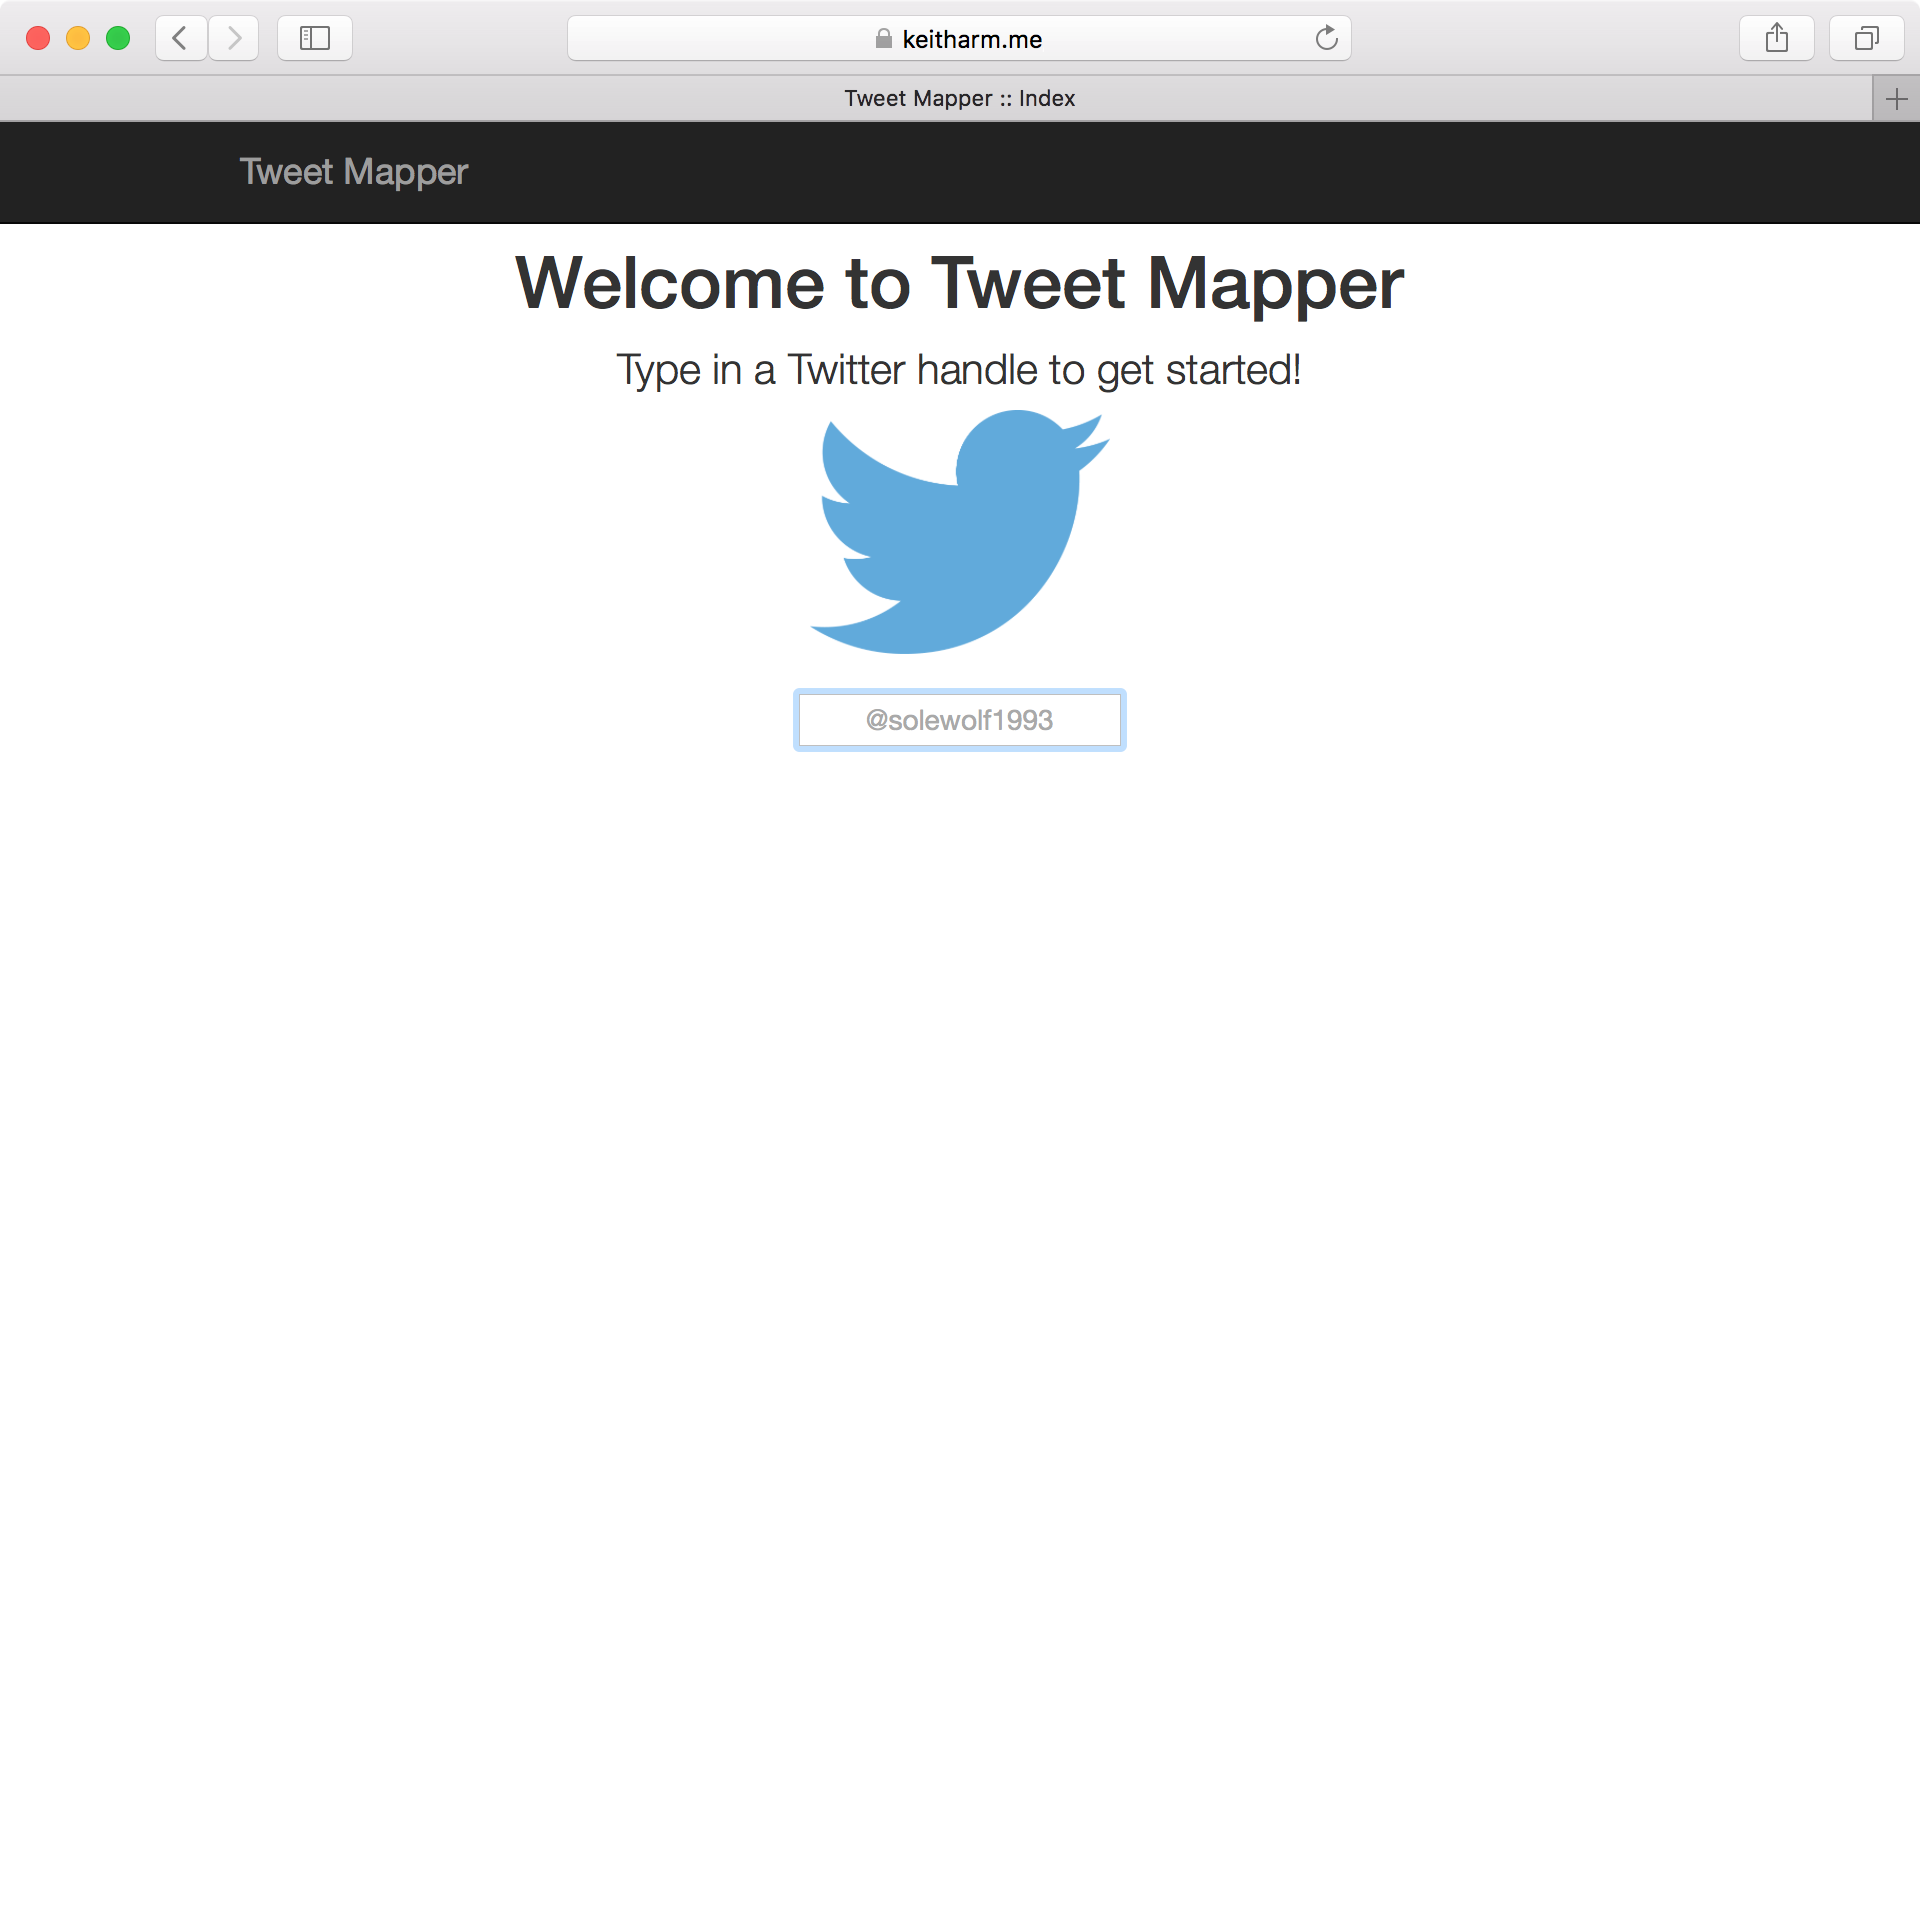 keitharm.me
Tweet Mapper :: Index
Tweet Mapper
Welcome to Tweet Mapper
Type in a Twitter handle to get started!
@solewolf1993